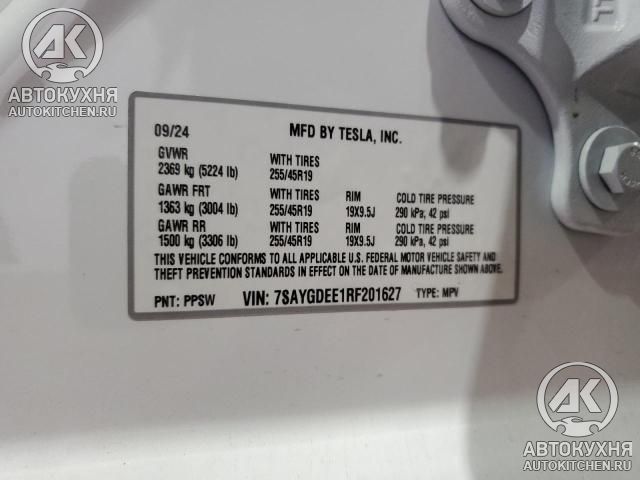 AK
АВТОКУХНЯ
AUTOKITCHEN.RU
09/24 MFD BY TESLA, INC.
GVWR WITH TIRES
2369 kg (5224 lb) 255/45R19
GAWR FRT WITH TIRES RIM COLD TIRE PRESSURE
1363 kg (3004 lb) 255/45R19 19X9.5J 290 kPa, 42 psi
GAWR RR WITH TIRES RIM COLD TIRE PRESSURE
1500 kg (3306 lb) 255/45R19 19X9.5J 290 kPa, 42 psi
THIS VEHICLE CONFORMS TO ALL APPLICABLE U.S. FEDERAL MOTOR VEHICLE SAFETY AND
THEFT PREVENTION STANDARDS IN EFFECT ON THE DATE OF MANUFACTURE SHOWN ABOVE.
PNT: PPSW VIN: 7SAYGDEE1RF201627 TYPE: MPV
AK
АВТОКУХНЯ
AUTOKITCHEN.RU